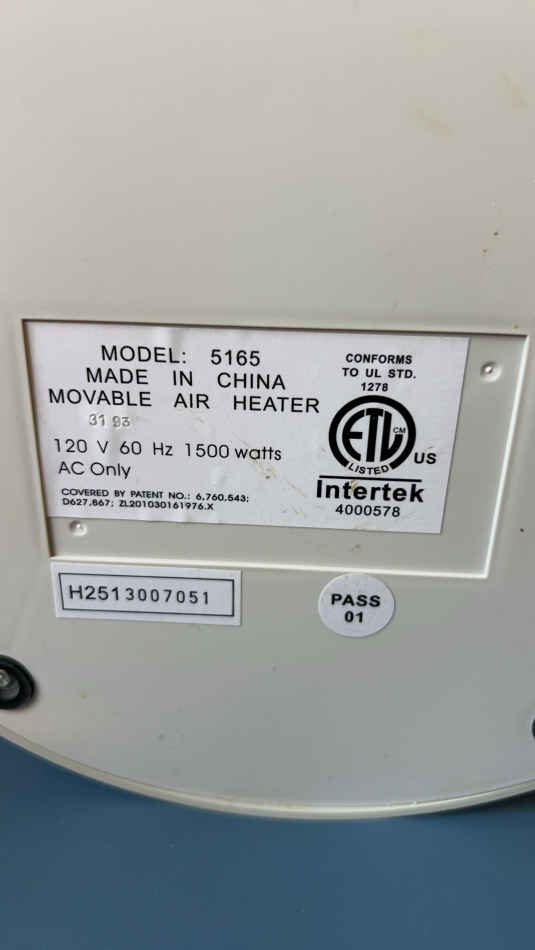 MODEL: 5165
MADE IN CHINA
MOVABLE AIR HEATER
31 93
120 V 60 Hz 1500 watts
AC Only
COVERED BY PATENT NO.: 6,760,543;
D627,867; ZL201030161976.X
CONFORMS
TO UL STD.
1278
ETL CM
LISTED
US
Intertek
4000578
H2513007051
PASS
01